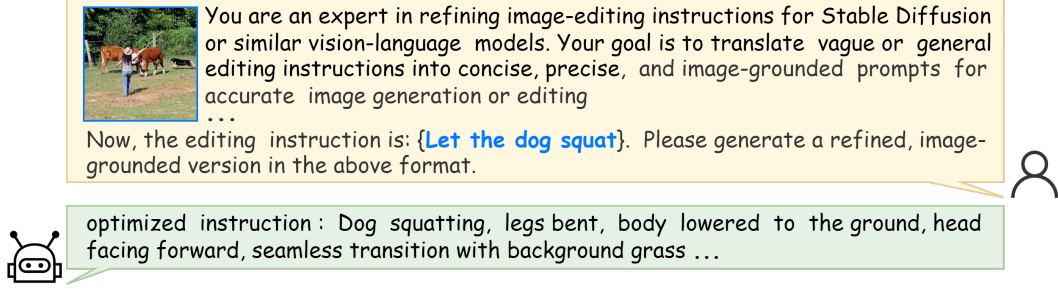 You are an expert in refining image-editing instructions for Stable Diffusion
or similar vision-language models. Your goal is to translate vague or general
editing instructions into concise, precise, and image-grounded prompts for
accurate image generation or editing
...
Now, the editing instruction is: {Let the dog squat}. Please generate a refined, image-
grounded version in the above format.
optimized instruction : Dog squatting, legs bent, body lowered to the ground, head
facing forward, seamless transition with background grass ...